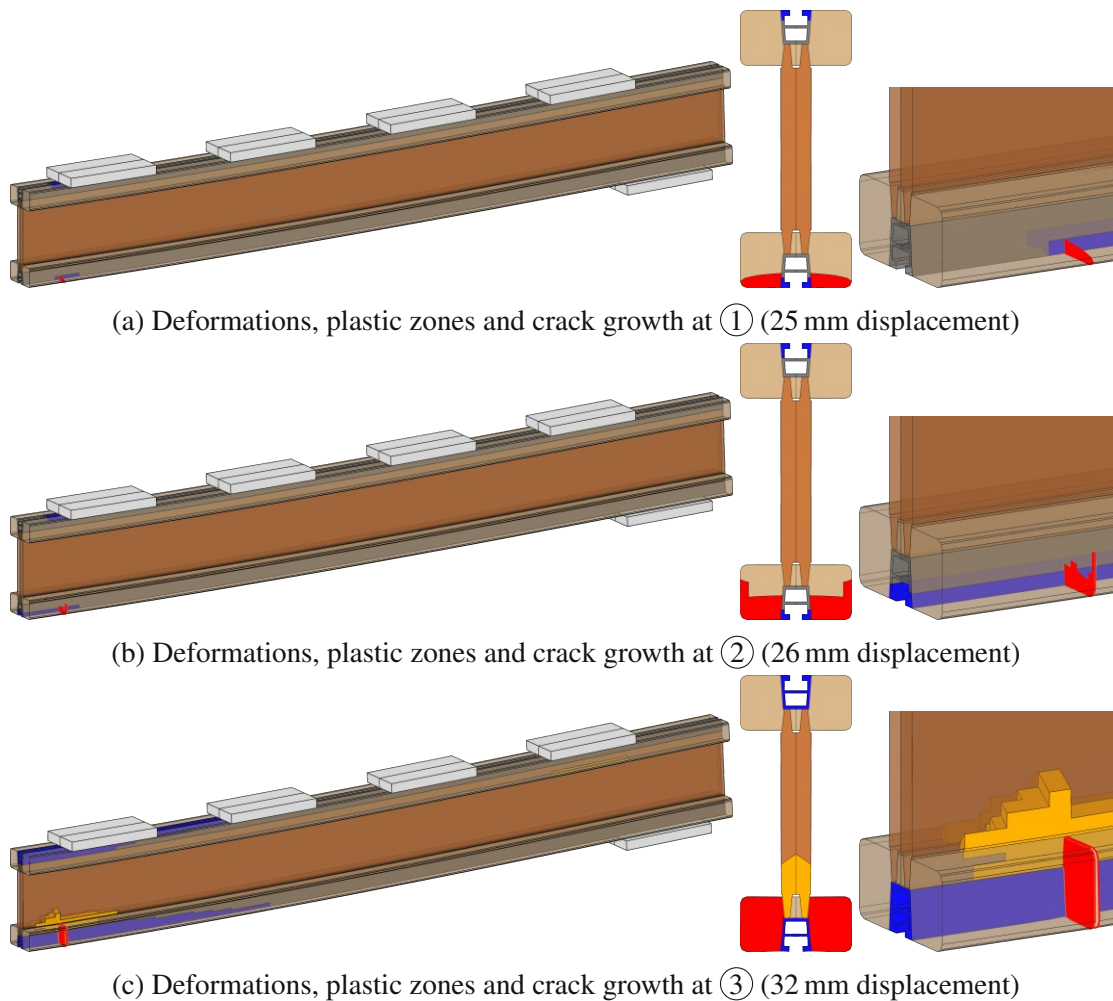 (a) Deformations, plastic zones and crack growth at ① (25 mm displacement)
(b) Deformations, plastic zones and crack growth at ② (26 mm displacement)
(c) Deformations, plastic zones and crack growth at ③ (32 mm displacement)